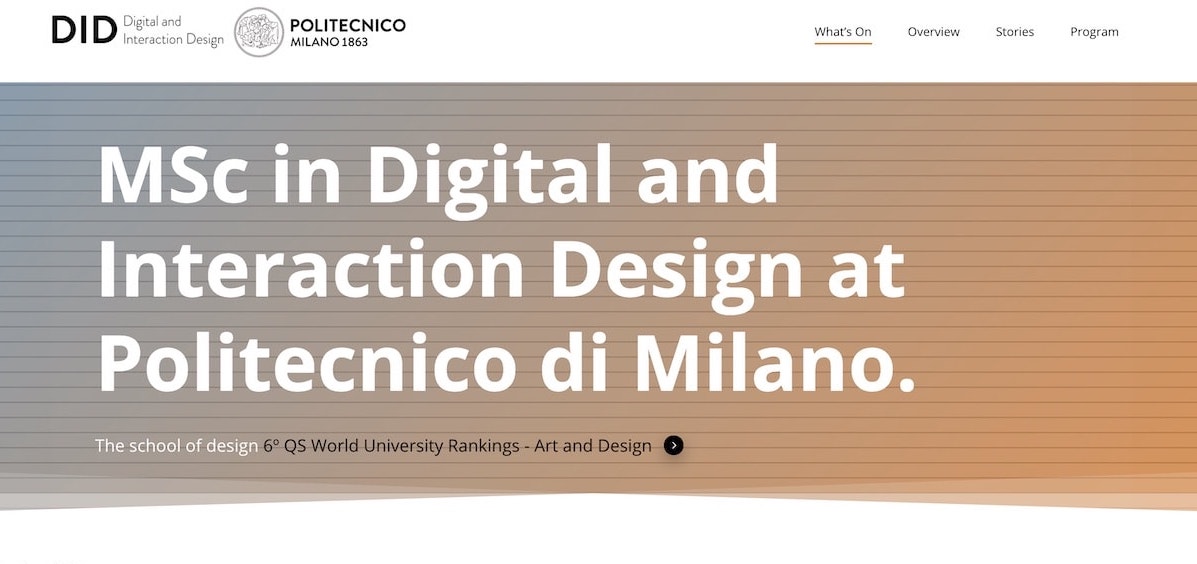 DID Digital and
Interaction Design
POLITECNICO
MILANO 1863
What's On
Overview
Stories
Program
MSc in Digital and
Interaction Design at
Politecnico di Milano.
The school of design 6º QS World University Rankings - Art and Design